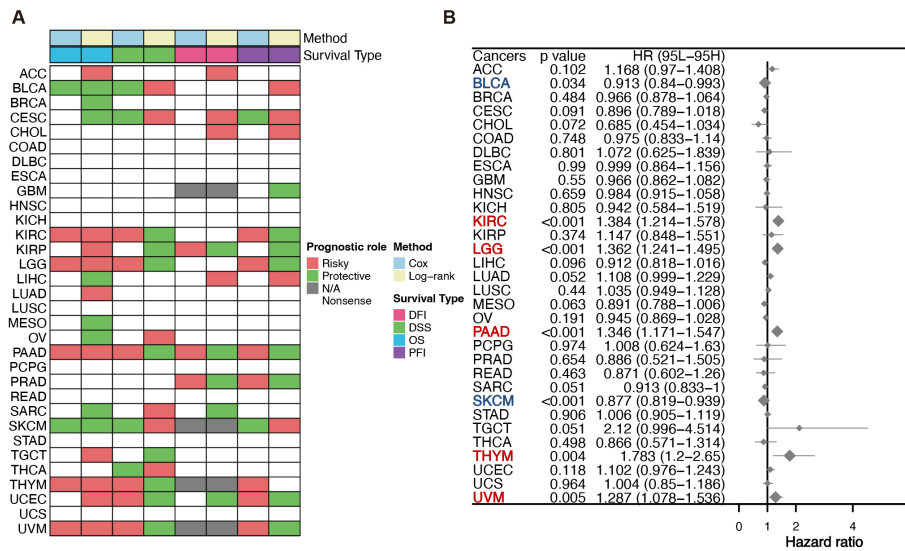 A
Method
Survival Type
ACC
BLCA
BRCA
CESC
CHOL
COAD
DLBC
ESCA
GBM
HNSC
KICH
KIRC
KIRP
LGG
LIHC
LUAD
LUSC
MESO
OV
PAAD
PCPG
PRAD
READ
SARC
SKCM
STAD
TGCT
THCA
THYM
UCEC
UCS
UVM
Prognostic role
Risky
Protective
N/A
Nonsense
Method
Cox
Log-rank
Survival Type
DFI
DSS
OS
PFI
B
Cancers p value HR (95L−95H)
ACC 0.102 1.168 (0.97−1.408)
BLCA 0.034 0.913 (0.84−0.993)
BRCA 0.484 0.966 (0.878−1.064)
CESC 0.091 0.896 (0.789−1.018)
CHOL 0.072 0.685 (0.454−1.034)
COAD 0.748 0.975 (0.833−1.14)
DLBC 0.801 1.072 (0.625−1.839)
ESCA 0.99 0.999 (0.864−1.156)
GBM 0.55 0.966 (0.862−1.082)
HNSC 0.659 0.984 (0.915−1.058)
KICH 0.805 0.942 (0.584−1.519)
KIRC <0.001 1.384 (1.214−1.578)
KIRP 0.374 1.147 (0.848−1.551)
LGG <0.001 1.362 (1.241−1.495)
LIHC 0.096 0.912 (0.818−1.016)
LUAD 0.052 1.108 (0.999−1.229)
LUSC 0.44 1.035 (0.949−1.128)
MESO 0.063 0.891 (0.788−1.006)
OV 0.191 0.945 (0.869−1.028)
PAAD <0.001 1.346 (1.171−1.547)
PCPG 0.974 1.008 (0.624−1.63)
PRAD 0.654 0.886 (0.521−1.505)
READ 0.463 0.871 (0.602−1.26)
SARC 0.051 0.913 (0.833−1)
SKCM <0.001 0.877 (0.819−0.939)
STAD 0.906 1.006 (0.905−1.119)
TGCT 0.051 2.12 (0.996−4.514)
THCA 0.498 0.866 (0.571−1.314)
THYM 0.004 1.783 (1.2−2.65)
UCEC 0.118 1.102 (0.976−1.243)
UCS 0.964 1.004 (0.85−1.186)
UVM 0.005 1.287 (1.078−1.536)
0 1 2 4
Hazard ratio